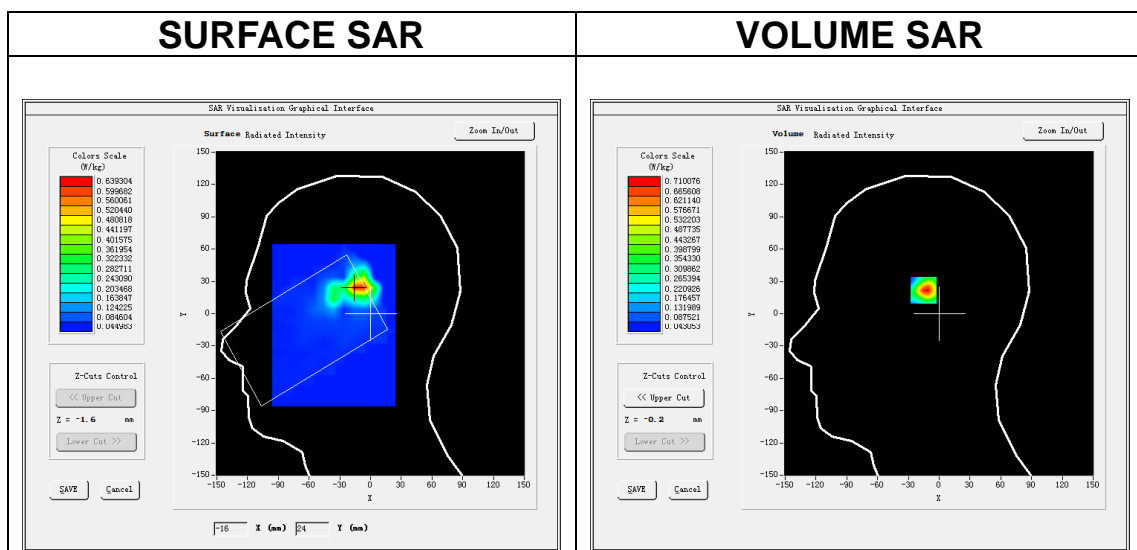 SURFACE SAR
VOLUME SAR
SAR Visualisation Graphical Interface
Surface Radiated Intensity
Zoom In/Out
Colors Scale
(W/kg)
0.639304
0.599682
0.560061
0.520440
0.480818
0.441197
0.401575
0.361954
0.322332
0.282711
0.243090
0.203468
0.163847
0.124225
0.084604
0.044983
Z-Cuts Control
<< Upper Cut
Z = -1.6 mm
Lower Cut >>
SAVE Cancel
150
120
90
60
30
0
-30
-60
-90
-120
-150
Y
-150 -120 -90 -60 -30 0 30 60 90 120 150
X
-16 X (mm) 24 Y (mm)
SAR Visualisation Graphical Interface
Volume Radiated Intensity
Zoom In/Out
Colors Scale
(W/kg)
0.710076
0.665608
0.621140
0.576671
0.532203
0.487735
0.443267
0.398799
0.354330
0.309862
0.265394
0.220926
0.176457
0.131989
0.087521
0.043053
Z-Cuts Control
<< Upper Cut
Z = -0.2 mm
Lower Cut >>
SAVE Cancel
150
120
90
60
30
0
-30
-60
-90
-120
-150
Y
-150 -120 -90 -60 -30 0 30 60 90 120 150
X